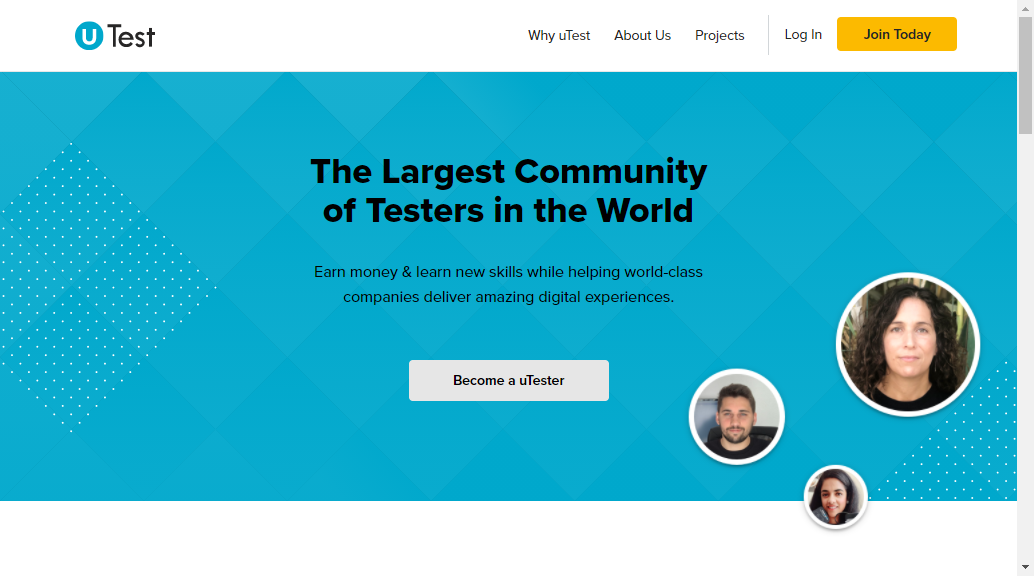 uTest
Why uTest
About Us
Projects
Log In
Join Today
The Largest Community
of Testers in the World
Earn money & learn new skills while helping world-class
companies deliver amazing digital experiences.
Become a uTester